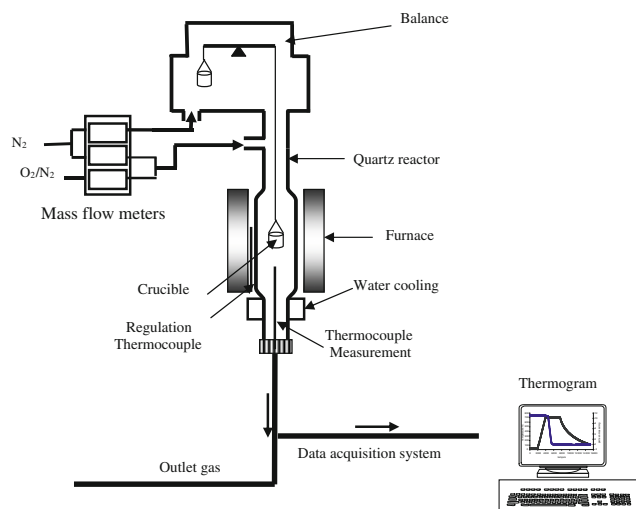 Balance
N2
O2/N2
Mass flow meters
Quartz reactor
Furnace
Crucible
Water cooling
Regulation
Thermocouple
Thermocouple
Measurement
Thermogram
Outlet gas
Data acquisition system